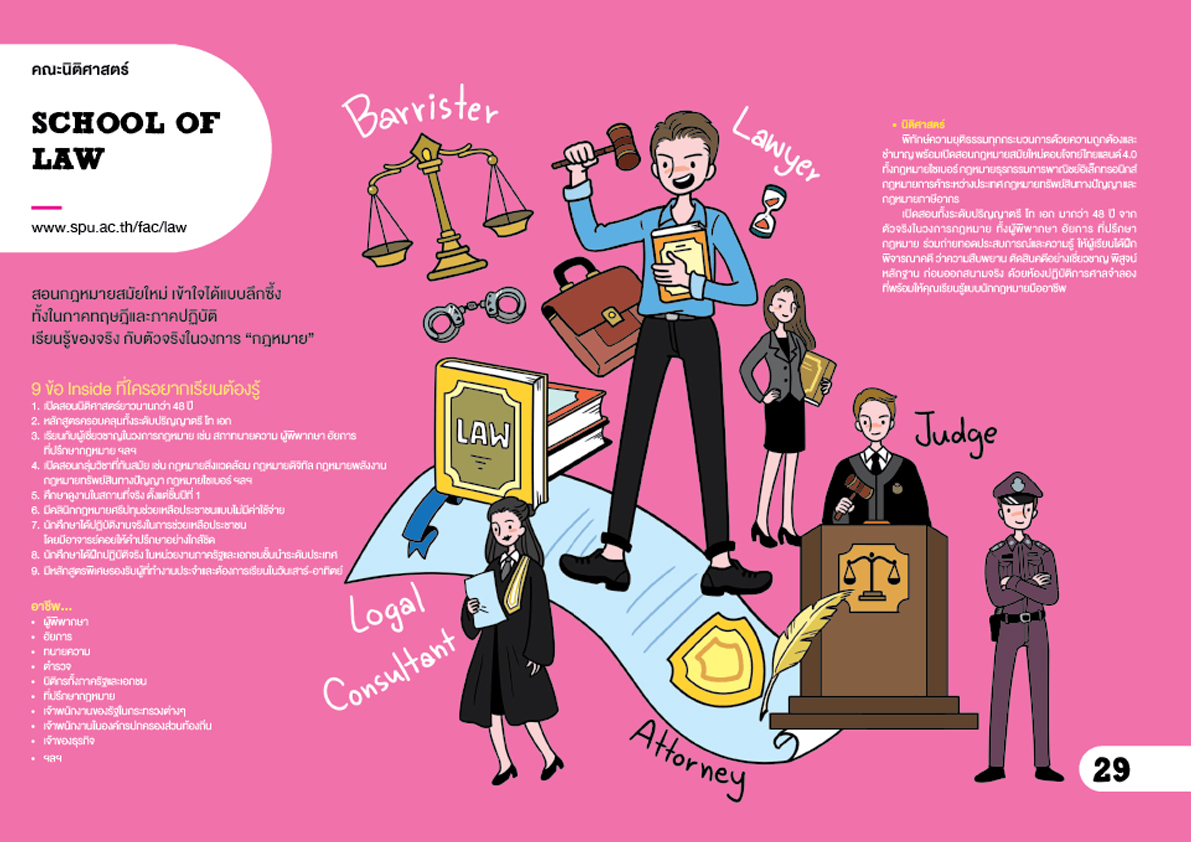 คณะนิติศาสตร์
SCHOOL OF
LAW
www.spu.ac.th/fac/law
สอนกฎหมายสมัยใหม่ เข้าใจได้แบบลึกซึ้ง
ทั้งในภาคทฤษฎีและภาคปฏิบัติ
เรียนรู้ของจริง กับตัวจริงในวงการ “กฎหมาย”
9 ข้อ Inside ที่ใครอยากเรียนต้องรู้
1. เปิดสอนนิติศาสตร์ยาวนานกว่า 48 ปี
2. หลักสูตรครอบคลุมทั้งระดับปริญญาตรี โท เอก
3. เรียนกับผู้เชี่ยวชาญในวงการกฎหมาย เช่น สภาทนายความ ผู้พิพากษา อัยการ
ที่ปรึกษากฎหมาย ฯลฯ
4. เปิดสอนกลุ่มวิชาที่ทันสมัย เช่น กฎหมายสิ่งแวดล้อม กฎหมายดิจิทัล กฎหมายพลังงาน
กฎหมายทรัพย์สินทางปัญญา กฎหมายไซเบอร์ ฯลฯ
5. ศึกษาดูงานในสถานที่จริง ตั้งแต่ชั้นปีที่ 1
6. มีคลินิกกฎหมายศรีปทุมช่วยเหลือประชาชนแบบไม่มีค่าใช้จ่าย
7. นักศึกษาได้ปฏิบัติงานจริงในการช่วยเหลือประชาชน
โดยมีอาจารย์คอยให้คำปรึกษาอย่างใกล้ชิด
8. นักศึกษาได้ฝึกปฏิบัติจริง ในหน่วยงานภาครัฐและเอกชนชั้นนำระดับประเทศ
9. มีหลักสูตรพิเศษรองรับผู้ที่ทำงานประจำและต้องการเรียนในวันเสาร์-อาทิตย์
อาชีพ...
• ผู้พิพากษา
• อัยการ
• ทนายความ
• ตำรวจ
• นิติกรทั้งภาครัฐและเอกชน
• ที่ปรึกษากฎหมาย
• เจ้าพนักงานของรัฐในกระทรวงต่างๆ
• เจ้าพนักงานในองค์กรปกครองส่วนท้องถิ่น
• เจ้าของธุรกิจ
• ฯลฯ
Barrister
Lawyer
LAW
Judge
Logal
Consultant
Attorney
• นิติศาสตร์
พิทักษ์ความยุติธรรมทุกกระบวนการด้วยความถูกต้องและ
ชำนาญ พร้อมเปิดสอนกฎหมายสมัยใหม่ตอบโจทย์ไทยแลนด์ 4.0
ทั้งกฎหมายไซเบอร์ กฎหมายธุรกรรมการพาณิชย์อิเล็กทรอนิกส์
กฎหมายการค้าระหว่างประเทศ กฎหมายทรัพย์สินทางปัญญา และ
กฎหมายภาษีอากร
เปิดสอนทั้งระดับปริญญาตรี โท เอก มากว่า 48 ปี จาก
ตัวจริงในวงการกฎหมาย ทั้งผู้พิพากษา อัยการ ที่ปรึกษา
กฎหมาย ร่วมถ่ายทอดประสบการณ์และความรู้ ให้ผู้เรียนได้ฝึก
พิจารณาคดี ว่าความสืบพยาน ตัดสินคดีอย่างเชี่ยวชาญ พิสูจน์
หลักฐาน ก่อนออกสนามจริง ด้วยห้องปฏิบัติการศาลจำลอง
ที่พร้อมให้คุณเรียนรู้แบบนักกฎหมายมืออาชีพ
29